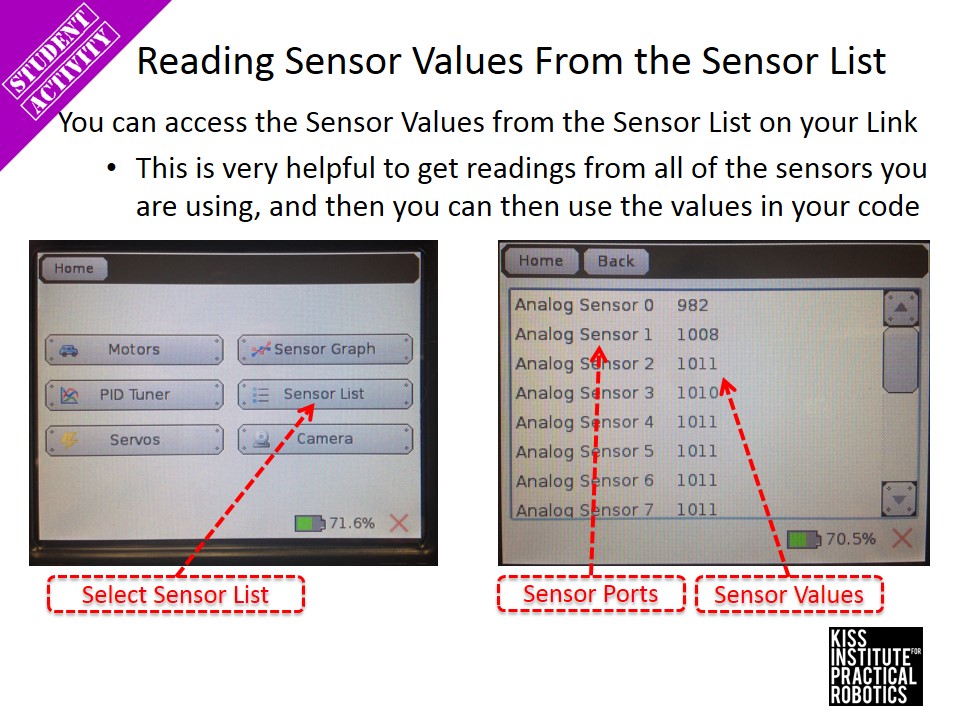 STUDENT
ACTIVITY
Reading Sensor Values From the Sensor List
You can access the Sensor Values from the Sensor List on your Link
• This is very helpful to get readings from all of the sensors you
are using, and then you can then use the values in your code
Home
Motors
Sensor Graph
PID Tuner
Sensor List
Servos
Camera
71.6%
Select Sensor List
Home Back
Analog Sensor 0 982
Analog Sensor 1 1008
Analog Sensor 2 1011
Analog Sensor 3 1010
Analog Sensor 4 1011
Analog Sensor 5 1011
Analog Sensor 6 1011
Analog Sensor 7 1011
70.5%
Sensor Ports
Sensor Values
KISS
INSTITUTE FOR
PRACTICAL
ROBOTICS